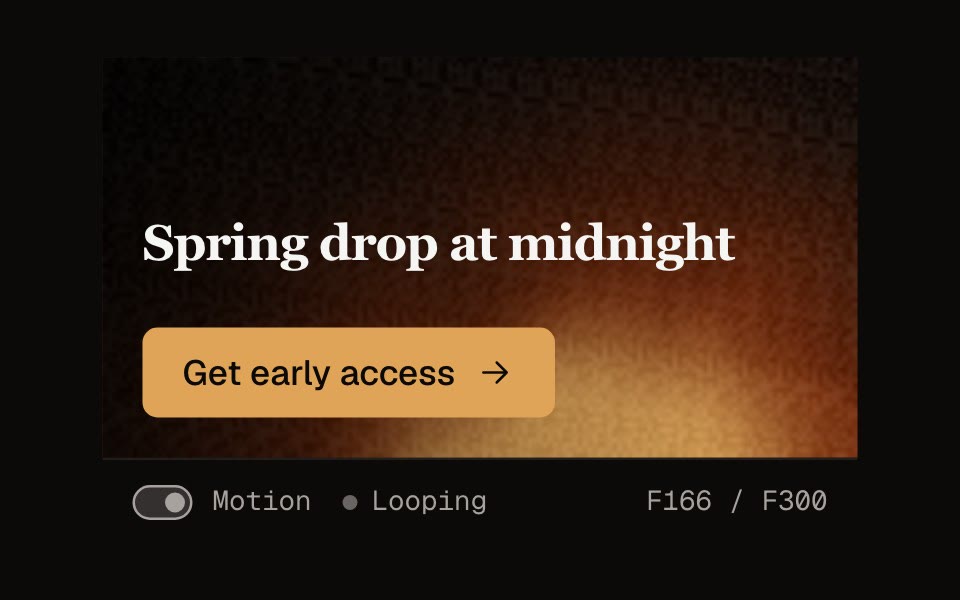 Spring drop at midnight
Get early access →
Motion Looping F166 / F300